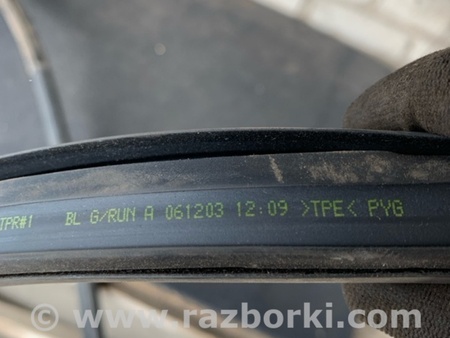 TPR#1 BL G/RUN A 061203 12:09 >TPE< PYG
www.razborki.com